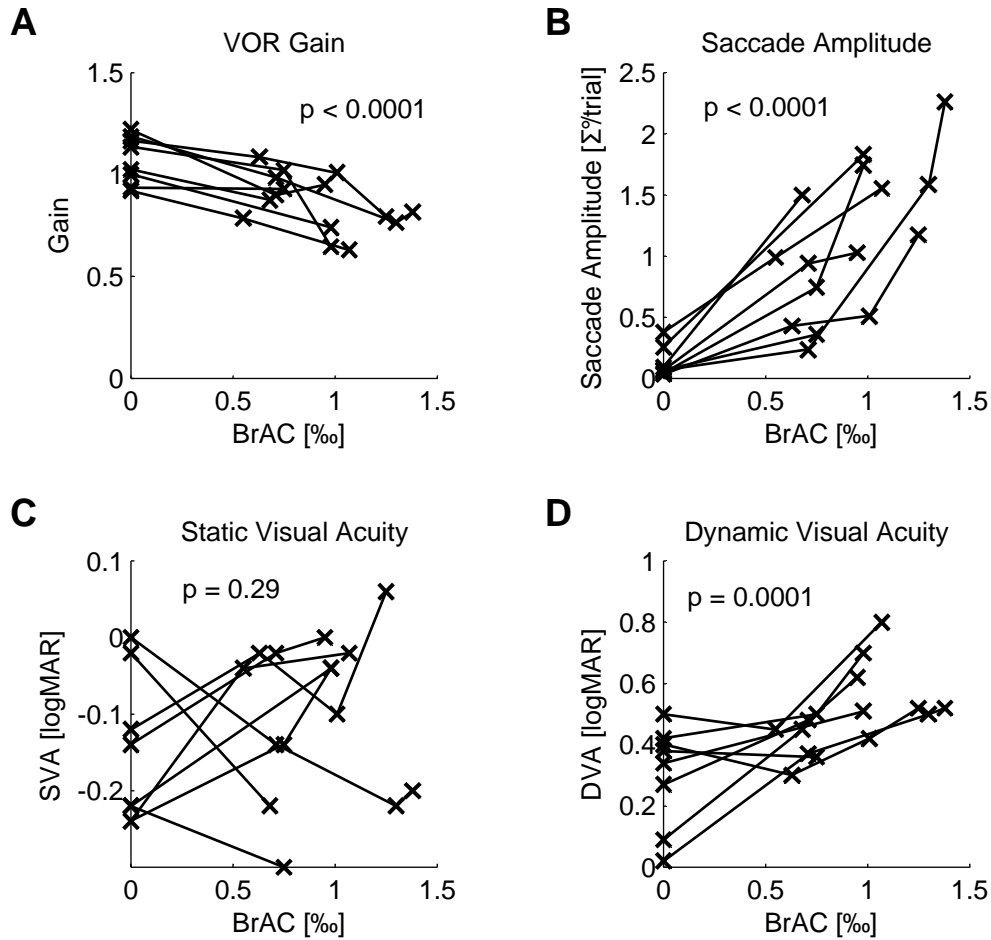 A
VOR Gain
1.5
1
0.5
0
Gain
p < 0.0001
0 0.5 1 1.5
BrAC [‰]
B
Saccade Amplitude
2.5
2
1.5
1
0.5
0
Saccade Amplitude [Σ°/trial]
p < 0.0001
0 0.5 1 1.5
BrAC [‰]
C
Static Visual Acuity
0.1
0
-0.1
-0.2
SVA [logMAR]
p = 0.29
0 0.5 1 1.5
BrAC [‰]
D
Dynamic Visual Acuity
1
0.8
0.6
0.4
0.2
0
DVA [logMAR]
p = 0.0001
0 0.5 1 1.5
BrAC [‰]